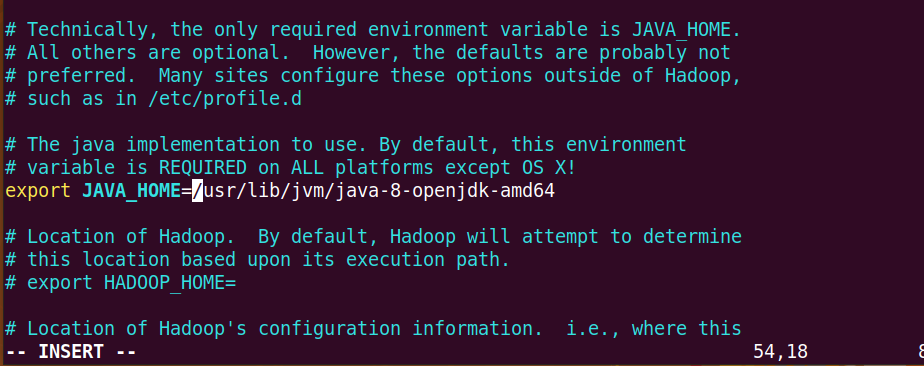 # Technically, the only required environment variable is JAVA_HOME.
# All others are optional.  However, the defaults are probably not
# preferred.  Many sites configure these options outside of Hadoop,
# such as in /etc/profile.d
# The java implementation to use. By default, this environment
# variable is REQUIRED on ALL platforms except OS X!
export JAVA_HOME=/usr/lib/jvm/java-8-openjdk-amd64
# Location of Hadoop.  By default, Hadoop will attempt to determine
# this location based upon its execution path.
# export HADOOP_HOME=
# Location of Hadoop's configuration information.  i.e., where this
-- INSERT -- 54,18